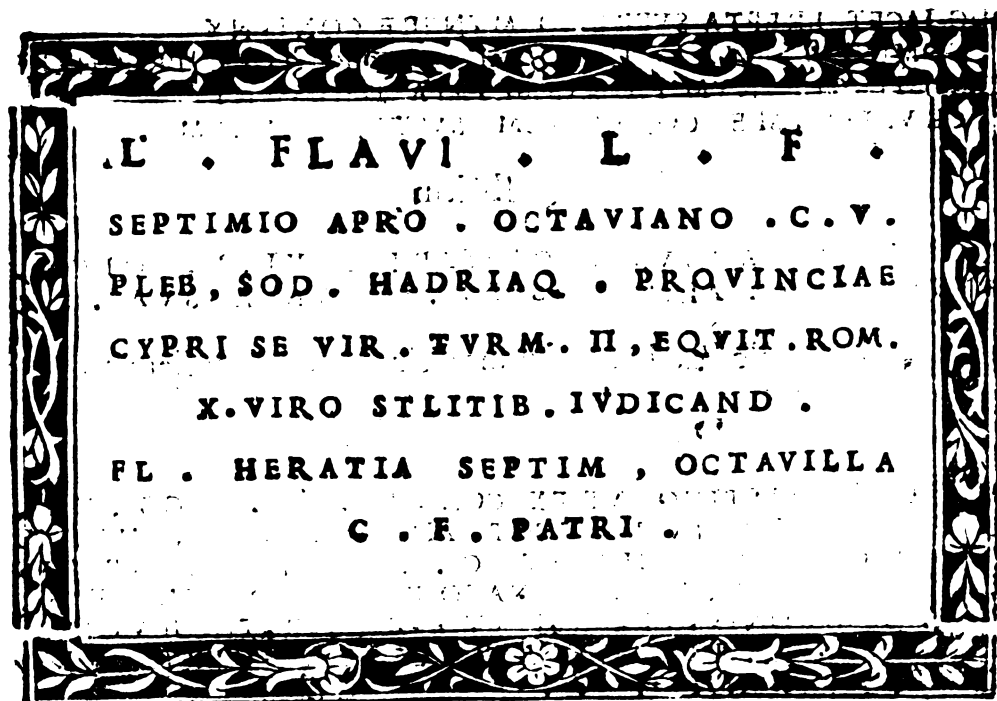 L . FLAVI . L . F .
SEPTIMIO APRO . OCTAVIANO . C . V .
PLEB , SOD . HADRIAQ . PROVINCIAE
CYPRI SE VIR . TVRM . II , EQVIT . ROM .
X . VIRO STLITIB . IVDICAND .
FL . HERATIA SEPTIM , OCTAVILLA
C . F . PATRI .